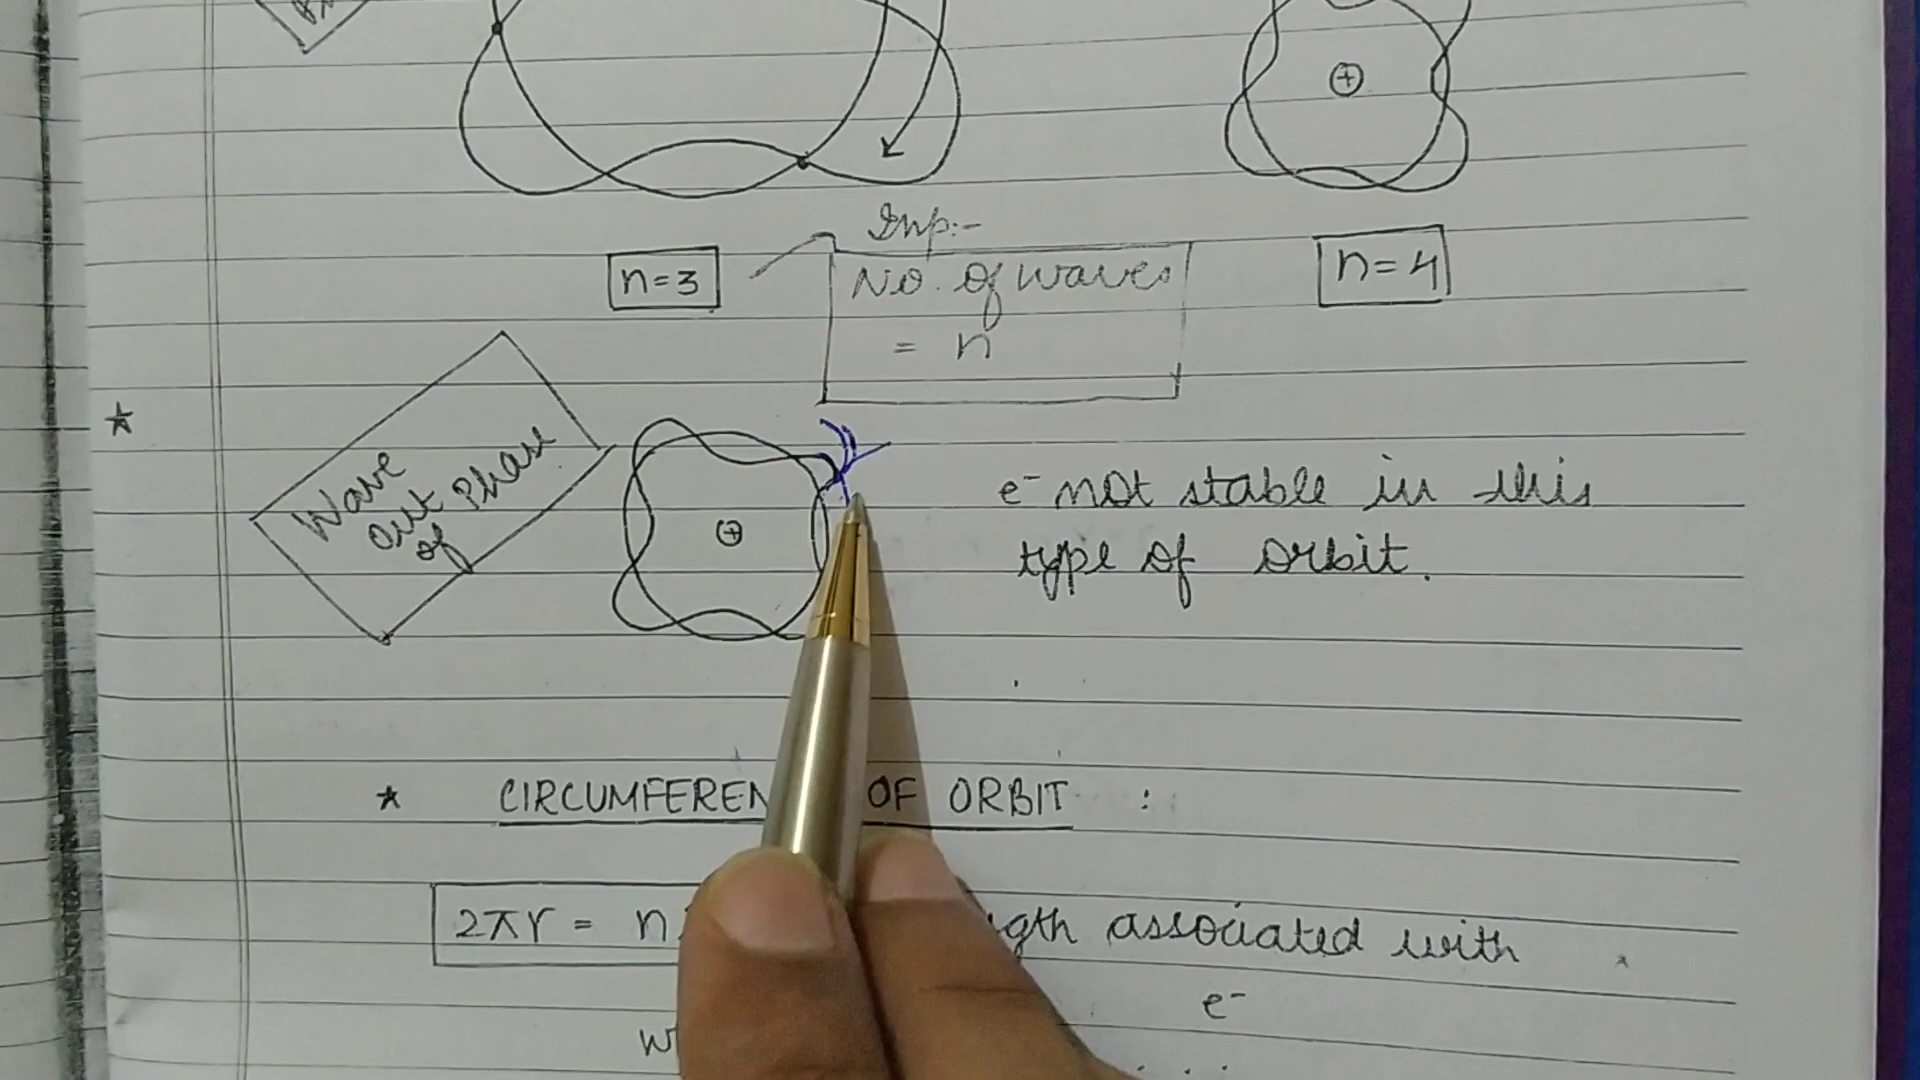 Imp:-
n=3
No. of waves
= n
n=4
Wave
out Phase
of
e- not stable in this
type of orbit.
CIRCUMFEREN OF ORBIT :
2πr = n
associated with
e-